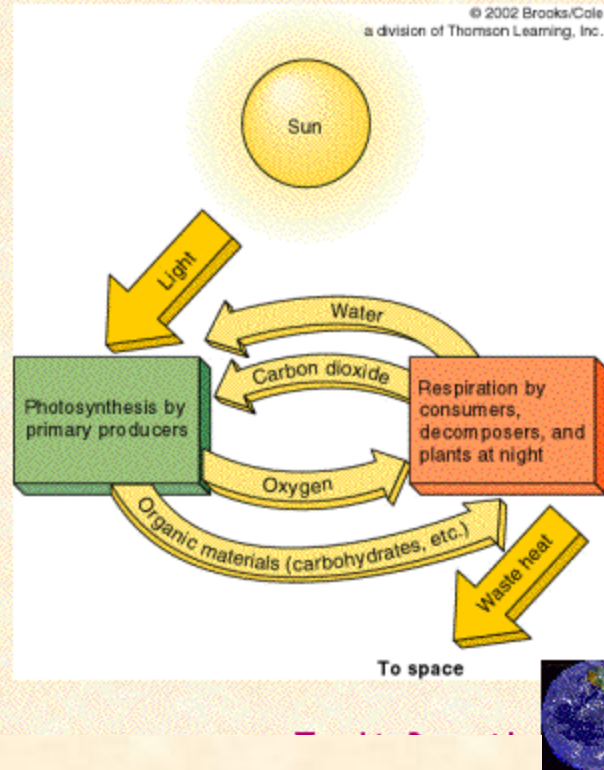 © 2002 Brooks/Cole
a division of Thomson Learning, Inc.
Sun
Light
Water
Carbon dioxide
Photosynthesis by
primary producers
Respiration by
consumers,
decomposers, and
plants at night
Oxygen
Organic materials (carbohydrates, etc.)
Waste heat
To space